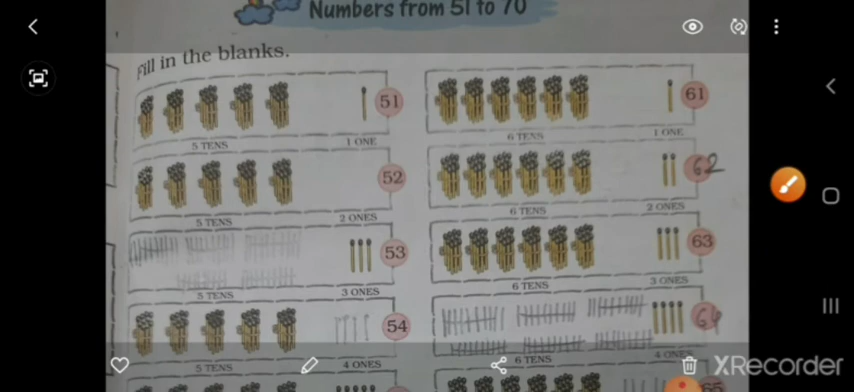 Numbers from 51 to 70
Fill in the blanks.
51
61
5 TENS 1 ONE
6 TENS 1 ONE
52
62
5 TENS 2 ONES
6 TENS 2 ONES
53
63
5 TENS 3 ONES
6 TENS 3 ONES
54
64
5 TENS 4 ONES
6 TENS 4 ONES
XRecorder